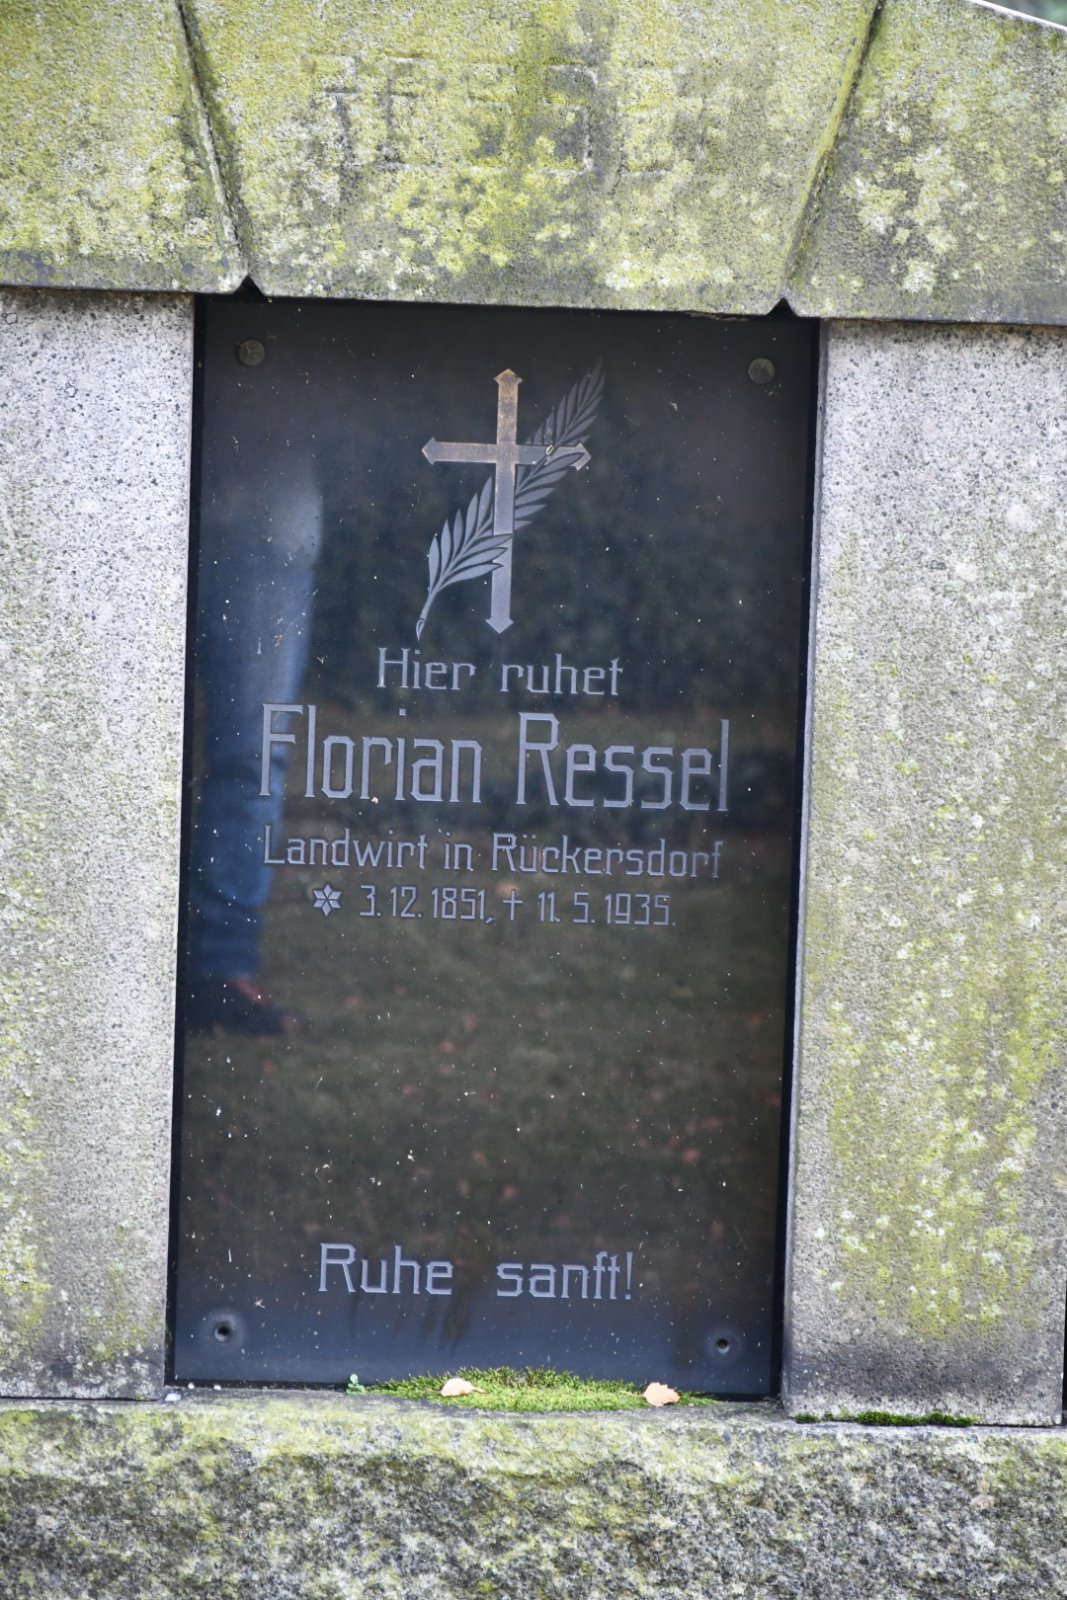 Hier ruhet
Florian Ressel
Landwirt in Rückersdorf
* 3. 12. 1851, † 11. 5. 1935.
Ruhe sanft!